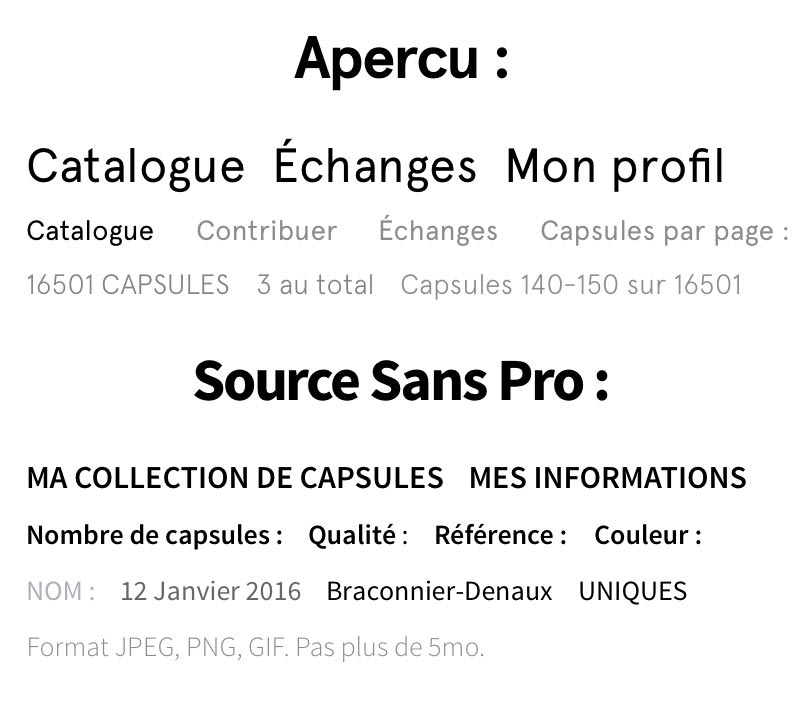 Apercu :
Catalogue Échanges Mon profil
Catalogue Contribuer Échanges Capsules par page :
16501 CAPSULES 3 au total Capsules 140-150 sur 16501
Source Sans Pro :
MA COLLECTION DE CAPSULES MES INFORMATIONS
Nombre de capsules : Qualité : Référence : Couleur :
NOM : 12 Janvier 2016 Braconnier-Denaux UNIQUES
Format JPEG, PNG, GIF. Pas plus de 5mo.